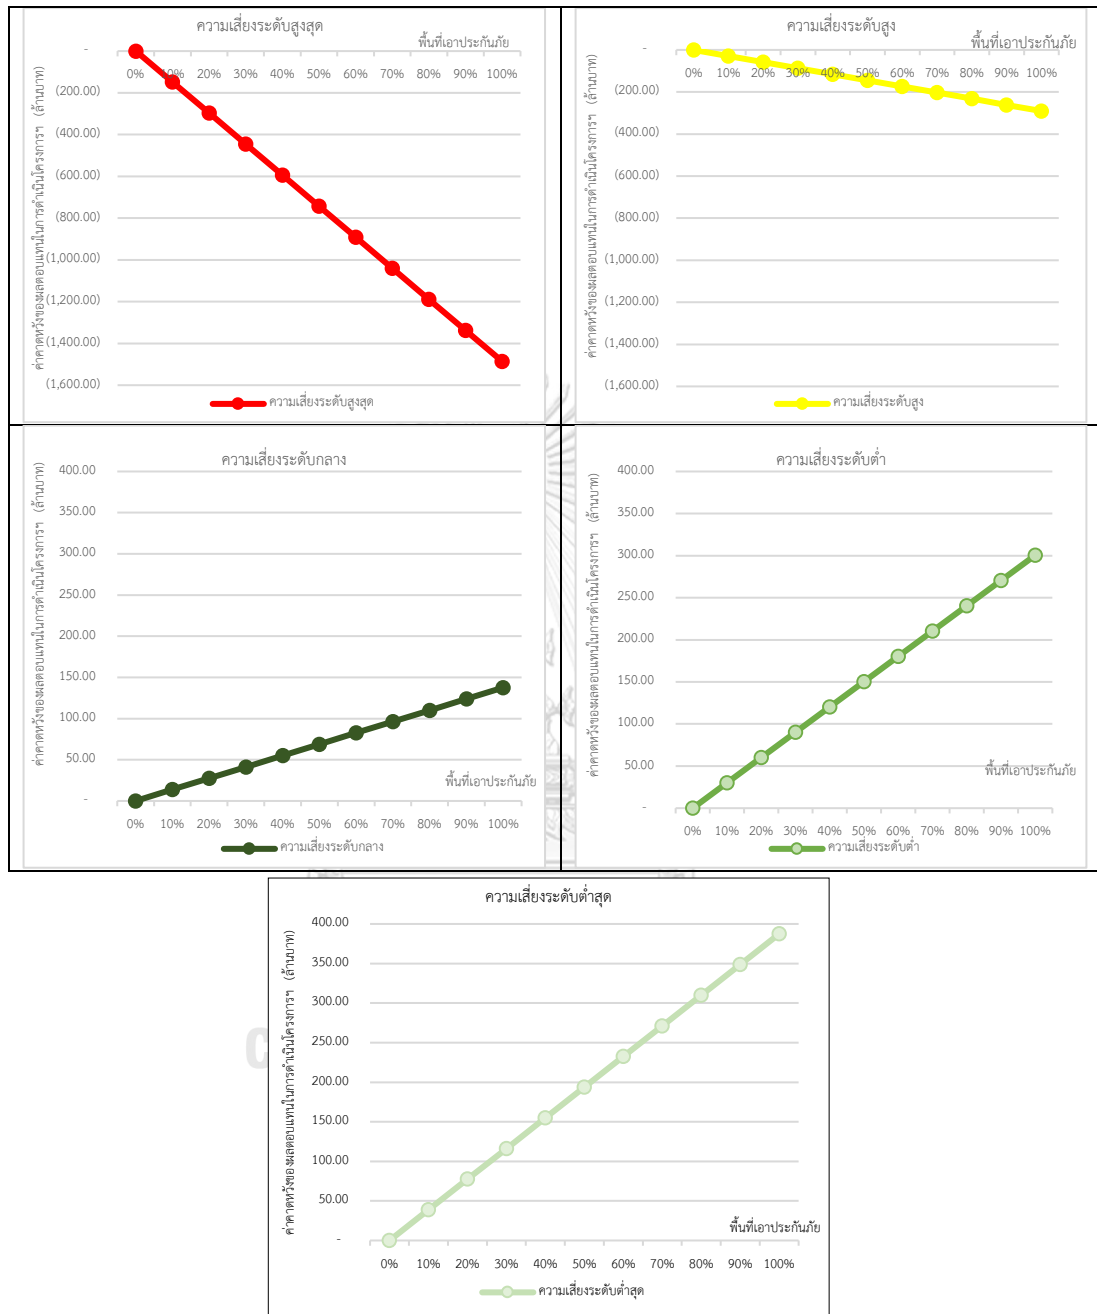 ความเสี่ยงระดับสูงสุด
พื้นที่เอาประกันภัย
-
0% 10% 20% 30% 40% 50% 60% 70% 80% 90% 100%
(200.00)
(400.00)
(600.00)
(800.00)
(1,000.00)
(1,200.00)
(1,400.00)
(1,600.00)
ค่าคาดหวังของผลตอบแทนในการดำเนินโครงการฯ (ล้านบาท)
ความเสี่ยงระดับสูงสุด
ความเสี่ยงระดับสูง
พื้นที่เอาประกันภัย
-
0% 10% 20% 30% 40% 50% 60% 70% 80% 90% 100%
(200.00)
(400.00)
(600.00)
(800.00)
(1,000.00)
(1,200.00)
(1,400.00)
(1,600.00)
ค่าคาดหวังของผลตอบแทนในการดำเนินโครงการฯ (ล้านบาท)
ความเสี่ยงระดับสูง
ความเสี่ยงระดับกลาง
400.00
350.00
300.00
250.00
200.00
150.00
100.00
50.00
-
ค่าคาดหวังของผลตอบแทนในการดำเนินโครงการฯ (ล้านบาท)
พื้นที่เอาประกันภัย
0% 10% 20% 30% 40% 50% 60% 70% 80% 90% 100%
ความเสี่ยงระดับกลาง
ความเสี่ยงระดับต่ำ
400.00
350.00
300.00
250.00
200.00
150.00
100.00
50.00
-
ค่าคาดหวังของผลตอบแทนในการดำเนินโครงการฯ (ล้านบาท)
พื้นที่เอาประกันภัย
0% 10% 20% 30% 40% 50% 60% 70% 80% 90% 100%
ความเสี่ยงระดับต่ำ
ความเสี่ยงระดับต่ำสุด
400.00
350.00
300.00
250.00
200.00
150.00
100.00
50.00
-
ค่าคาดหวังของผลตอบแทนในการดำเนินโครงการฯ (ล้านบาท)
พื้นที่เอาประกันภัย
0% 10% 20% 30% 40% 50% 60% 70% 80% 90% 100%
ความเสี่ยงระดับต่ำสุด